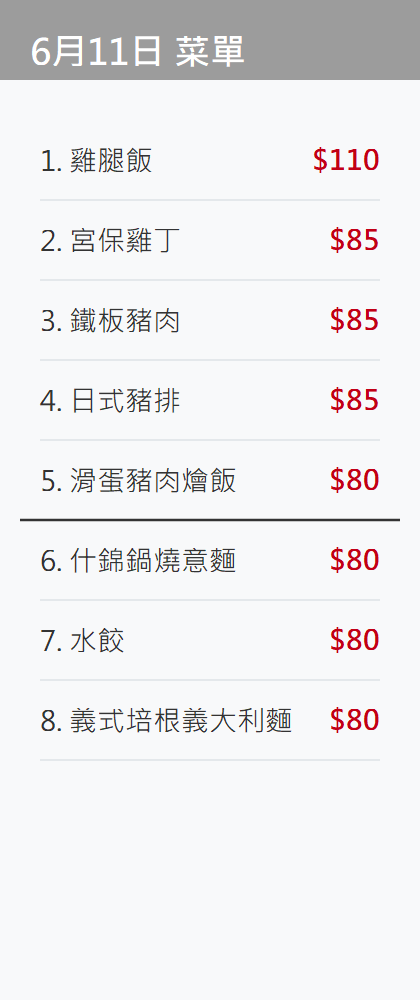 6月11日 菜單
1. 雞腿飯 $110
2. 宮保雞丁 $85
3. 鐵板豬肉 $85
4. 日式豬排 $85
5. 滑蛋豬肉燴飯 $80
6. 什錦鍋燒意麵 $80
7. 水餃 $80
8. 義式培根義大利麵 $80